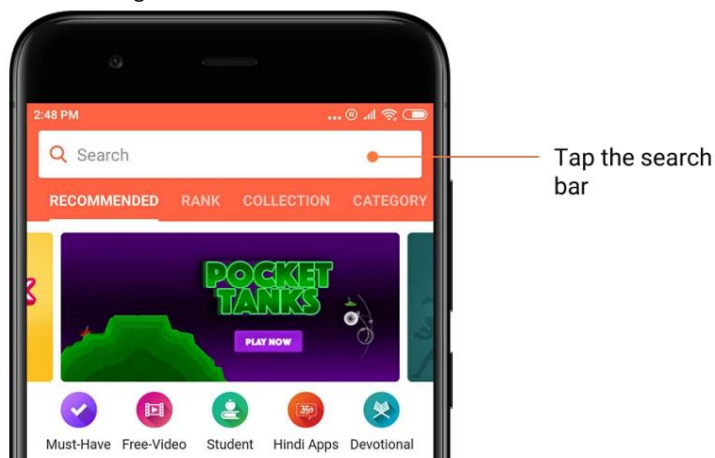 2:48 PM
Search
Tap the search
bar
RECOMMENDED RANK COLLECTION CATEGORY
POCKET
TANKS
PLAY NOW
Must-Have Free-Video Student Hindi Apps Devotional